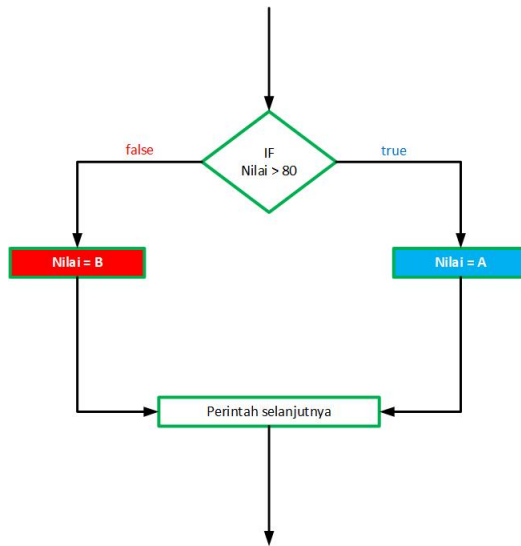 IF
Nilai > 80
false
true
Nilai = B
Nilai = A
Perintah selanjutnya